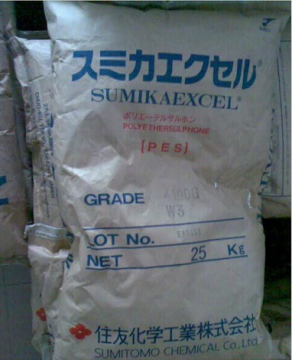 スミカエクセル®
SUMIKAEXCEL®
ポリエーテルサルホン
POLYETHERSULPHONE
[PES]
GRADE
W3
LOT No.
NET 25 Kg
住友化学工業株式会社
SUMITOMO CHEMICAL Co., Ltd.